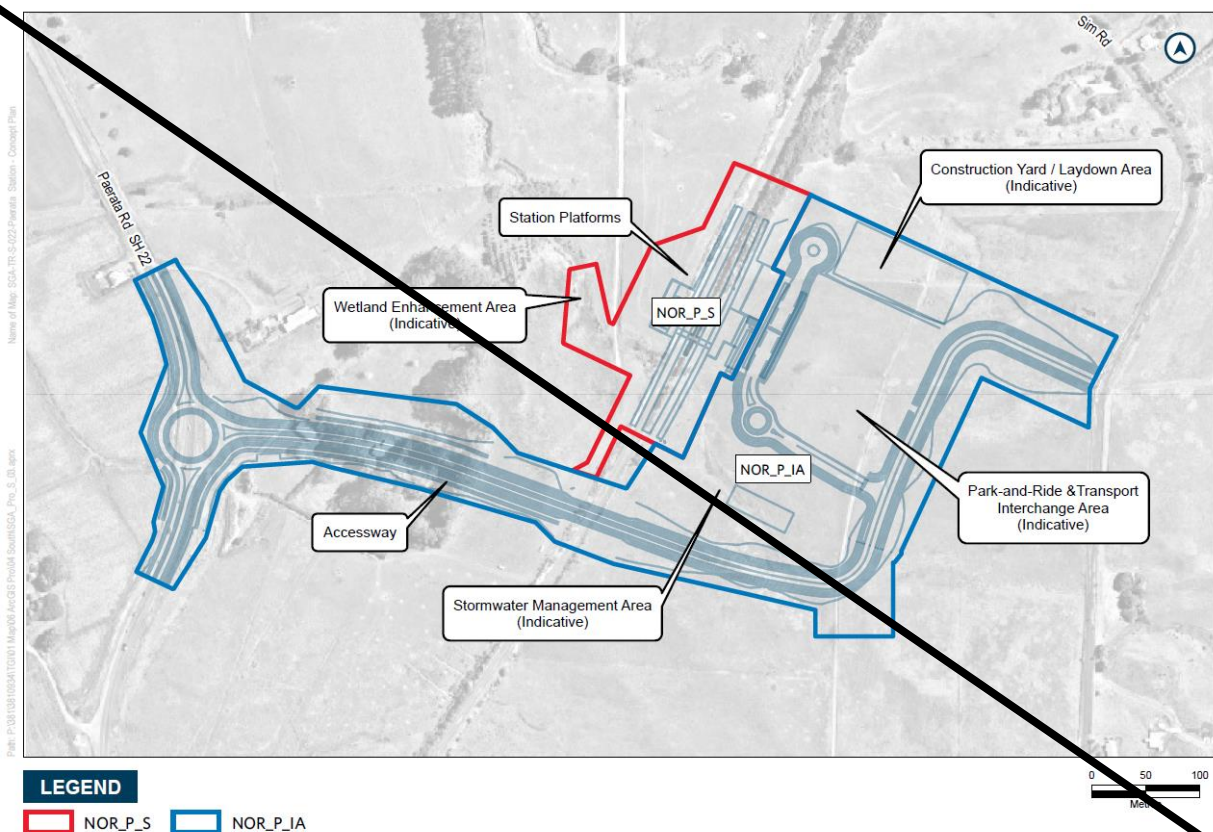 Sim Rd
Paerata Rd SH 22
Construction Yard / Laydown Area
(Indicative)
Station Platforms
Wetland Enhancement Area
(Indicative)
NOR_P_S
NOR_P_IA
Park-and-Ride &Transport
Interchange Area
(Indicative)
Accessway
Stormwater Management Area
(Indicative)
0 50 100
LEGEND
NOR_P_S NOR_P_IA